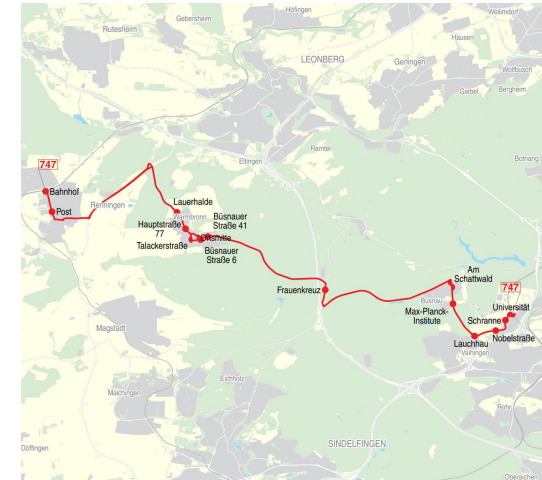 Höfingen
Weilimdorf
Gebersheim
Rutesheim
Hausen
LEONBERG
Gerlingen
Wolfbusch
Giebel
Bergheim
Ramtel
Botnang
Eltingen
747
Bahnhof
Post
Renningen
Lauerhalde
Warmbronn
Hauptstraße
77
Büsnauer
Straße 41
Ortsmitte
Talackerstraße
Büsnauer
Straße 6
Am
Schattwald
Frauenkreuz
747
Büsnau
Universität
Max-Planck-
Institute
Schranne
Nobelstraße
Lauchhau
Vaihingen
Magstadt
Eichholz
Maichingen
Rohr
SINDELFINGEN
Döffingen
Oberaichen